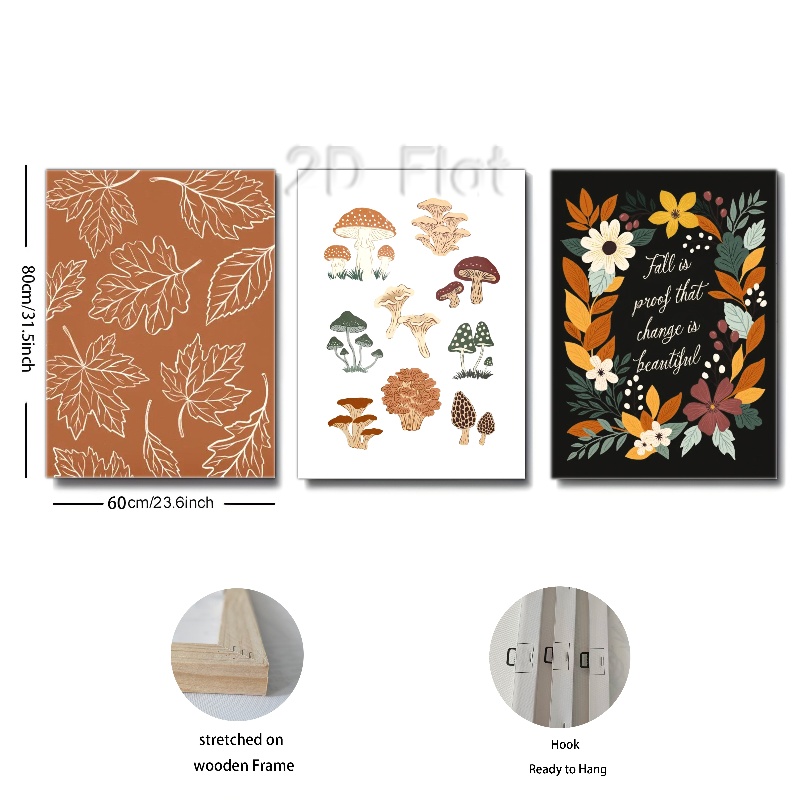 2D Flat
Fall is
proof that
change is
beautiful
80cm/31.5inch
60cm/23.6inch
stretched on
wooden Frame
Hook
Ready to Hang